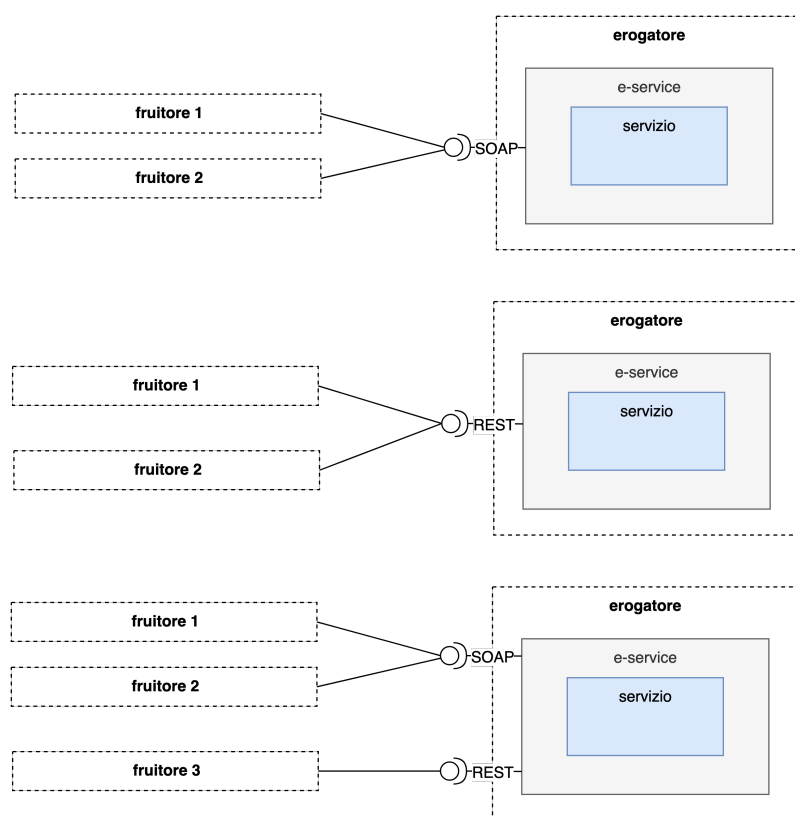 erogatore
e-service
servizio
fruitore 1
SOAP
fruitore 2
erogatore
e-service
fruitore 1
servizio
REST
fruitore 2
erogatore
fruitore 1
SOAP
e-service
fruitore 2
servizio
fruitore 3
REST